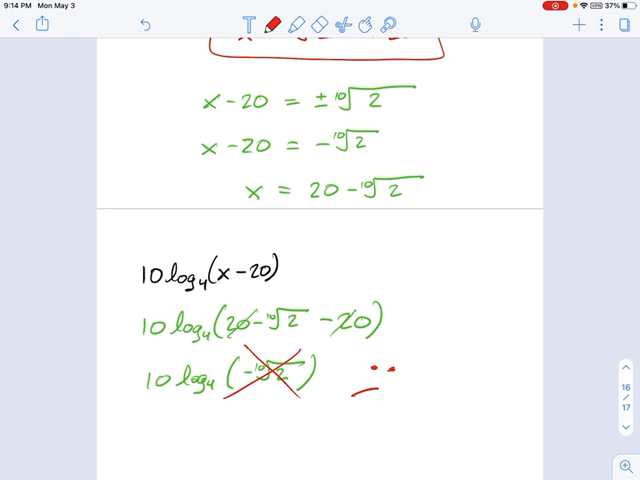 9:14 PM Mon May 3
37%
T
x - 20 = ± ¹⁰√2
x - 20 = - ¹⁰√2
x = 20 - ¹⁰√2
10 log₄(x - 20)
10 log₄(20 - ¹⁰√2 - 20)
10 log₄(- ¹⁰√2)
16
/
17